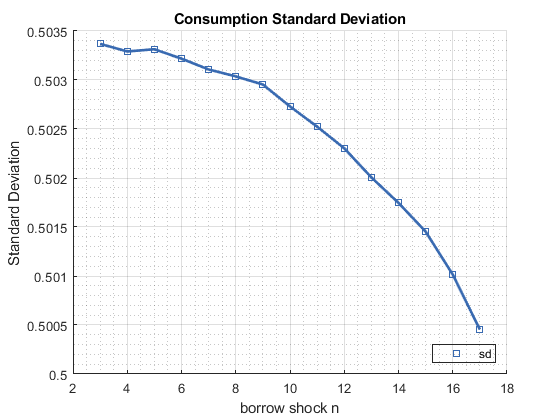 Consumption Standard Deviation
0.5035
0.503
0.5025
0.502
0.5015
0.501
0.5005
0.5
Standard Deviation
sd
2 4 6 8 10 12 14 16 18
borrow shock n